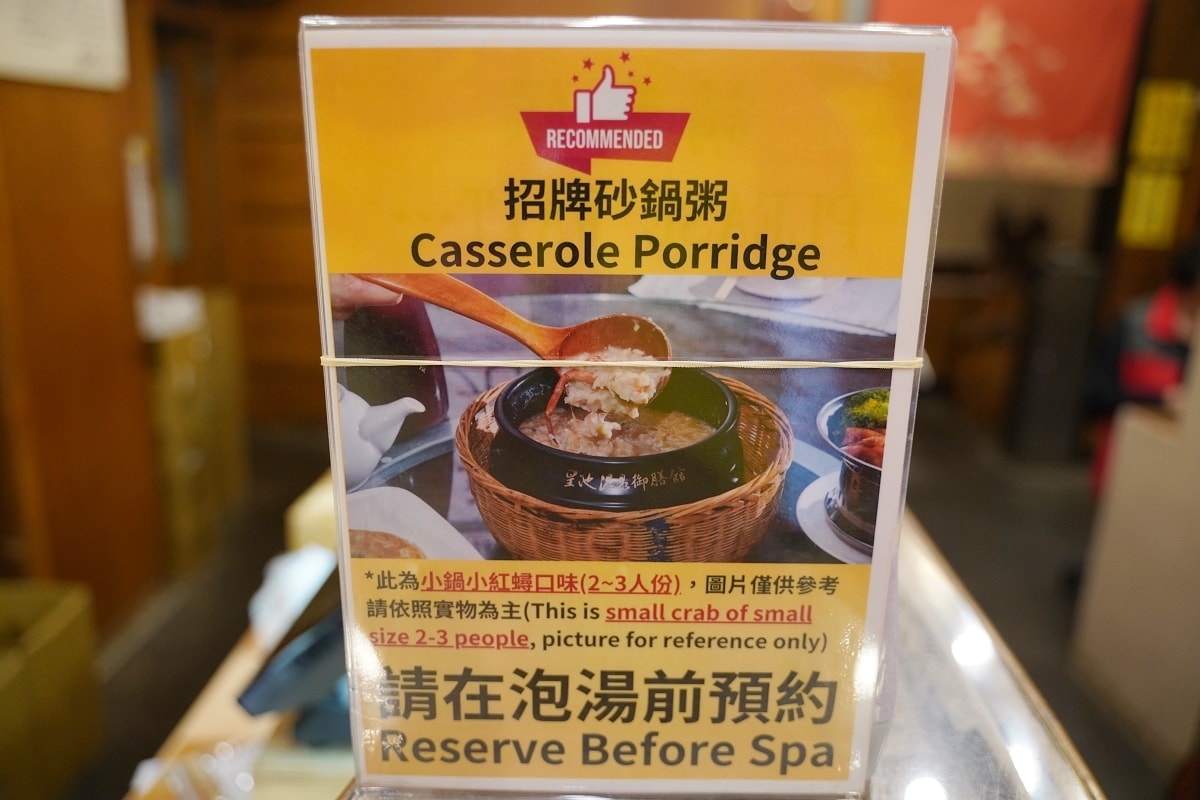 RECOMMENDED
招牌砂鍋粥
Casserole Porridge
*此為小鍋小紅蟳口味(2~3人份)，圖片僅供參考
請依照實物為主(This is small crab of small
size 2-3 people, picture for reference only)
請在泡湯前預約
Reserve Before Spa